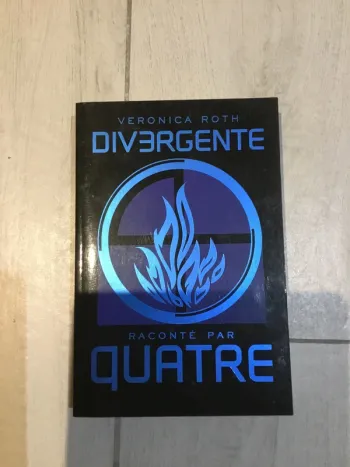 VERONICA ROTH
DIVERGENTE
RACONTÉ PAR
QUATRE